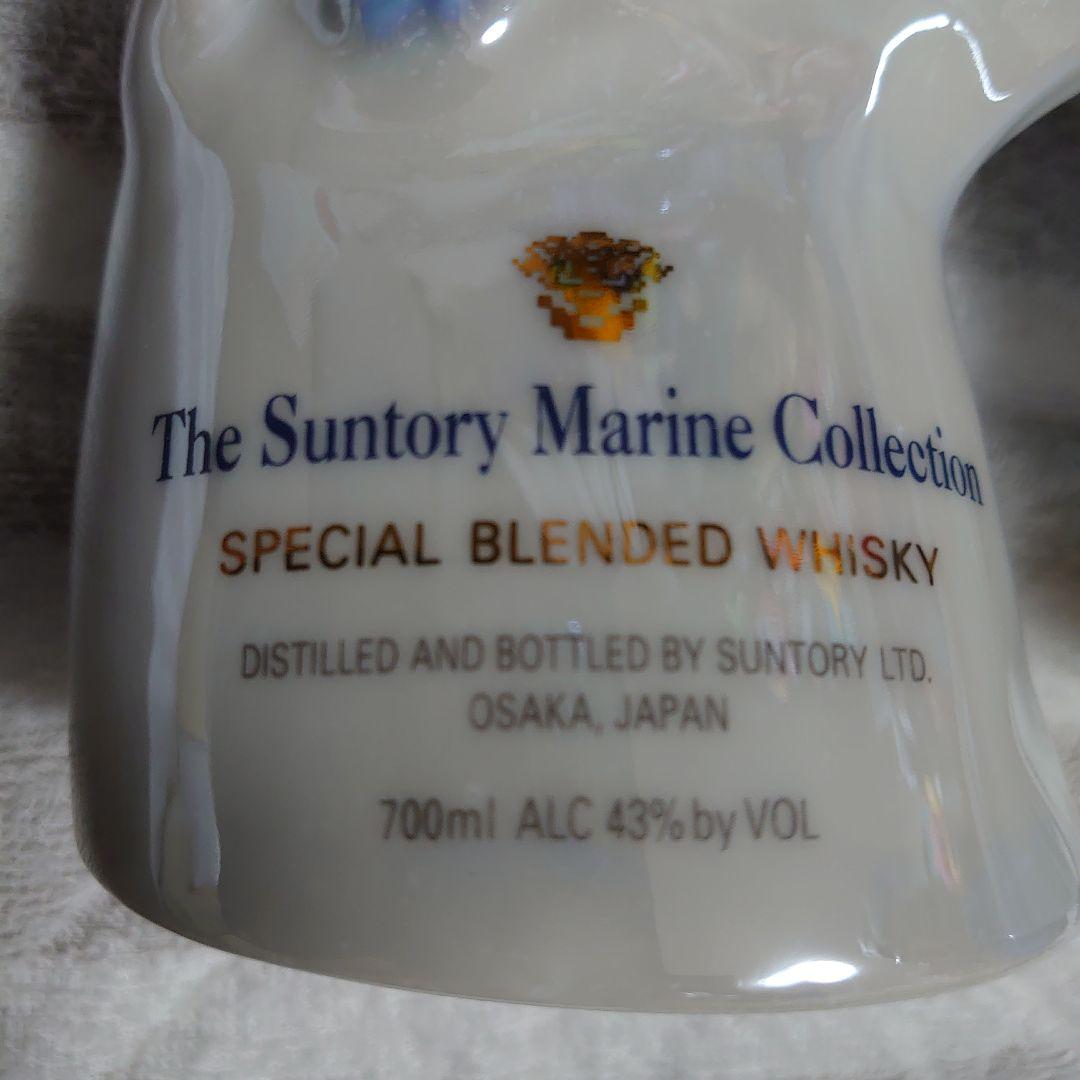 The Suntory Marine Collection
SPECIAL BLENDED WHISKY
DISTILLED AND BOTTLED BY SUNTORY LTD.
OSAKA, JAPAN
700ml ALC 43% by VOL